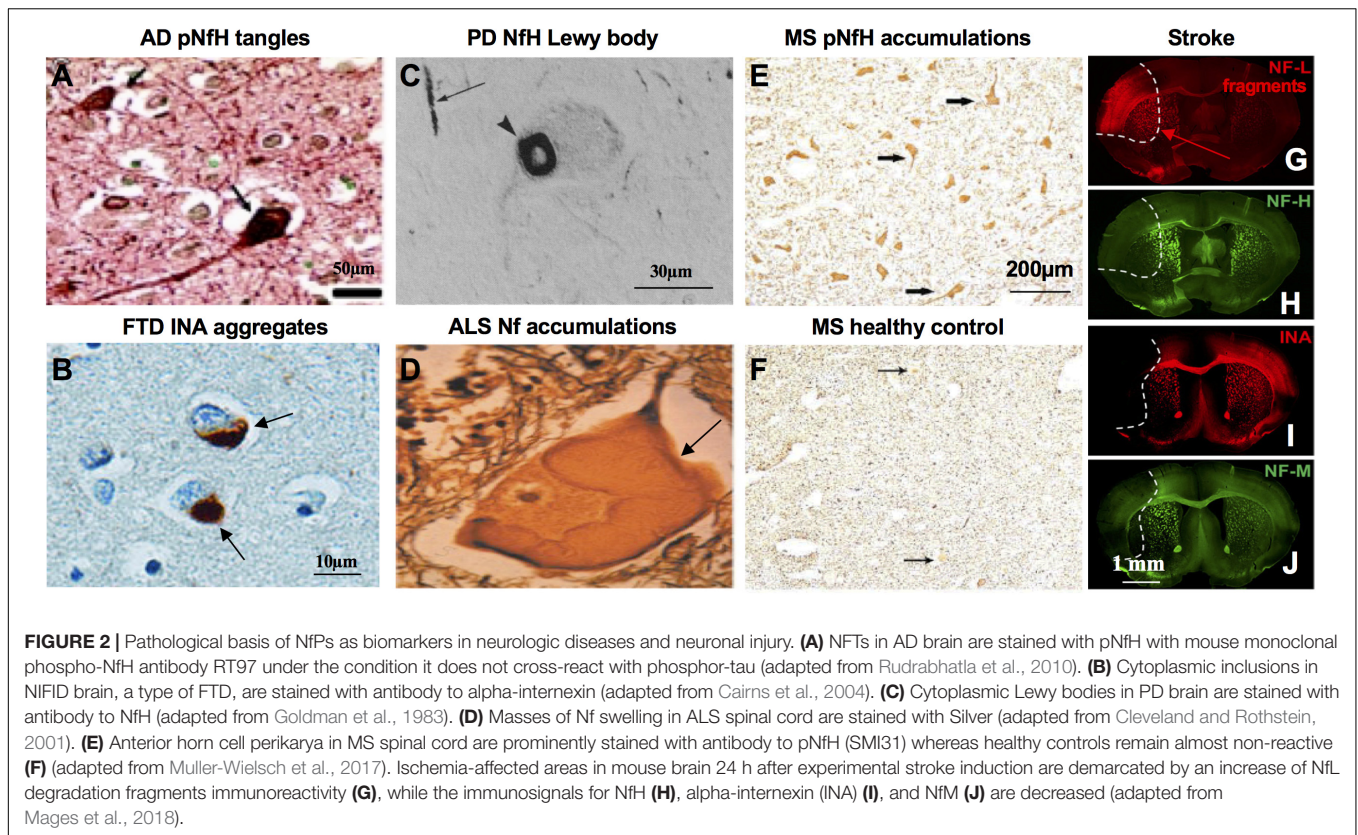 AD pNfH tangles
PD NfH Lewy body
MS pNfH accumulations
Stroke
A
50µm
C
30µm
E
200µm
NF-L
fragments
G
NF-H
H
FTD INA aggregates
ALS Nf accumulations
MS healthy control
B
10µm
D
F
INA
I
NF-M
1 mm
J
FIGURE 2 | Pathological basis of NfPs as biomarkers in neurologic diseases and neuronal injury. (A) NFTs in AD brain are stained with pNfH with mouse monoclonal
phospho-NfH antibody RT97 under the condition it does not cross-react with phosphor-tau (adapted from Rudrabhatla et al., 2010). (B) Cytoplasmic inclusions in
NIFID brain, a type of FTD, are stained with antibody to alpha-internexin (adapted from Cairns et al., 2004). (C) Cytoplasmic Lewy bodies in PD brain are stained with
antibody to NfH (adapted from Goldman et al., 1983). (D) Masses of Nf swelling in ALS spinal cord are stained with Silver (adapted from Cleveland and Rothstein,
2001). (E) Anterior horn cell perikarya in MS spinal cord are prominently stained with antibody to pNfH (SMI31) whereas healthy controls remain almost non-reactive
(F) (adapted from Muller-Wielsch et al., 2017). Ischemia-affected areas in mouse brain 24 h after experimental stroke induction are demarcated by an increase of NfL
degradation fragments immunoreactivity (G), while the immunosignals for NfH (H), alpha-internexin (INA) (I), and NfM (J) are decreased (adapted from
Mages et al., 2018).